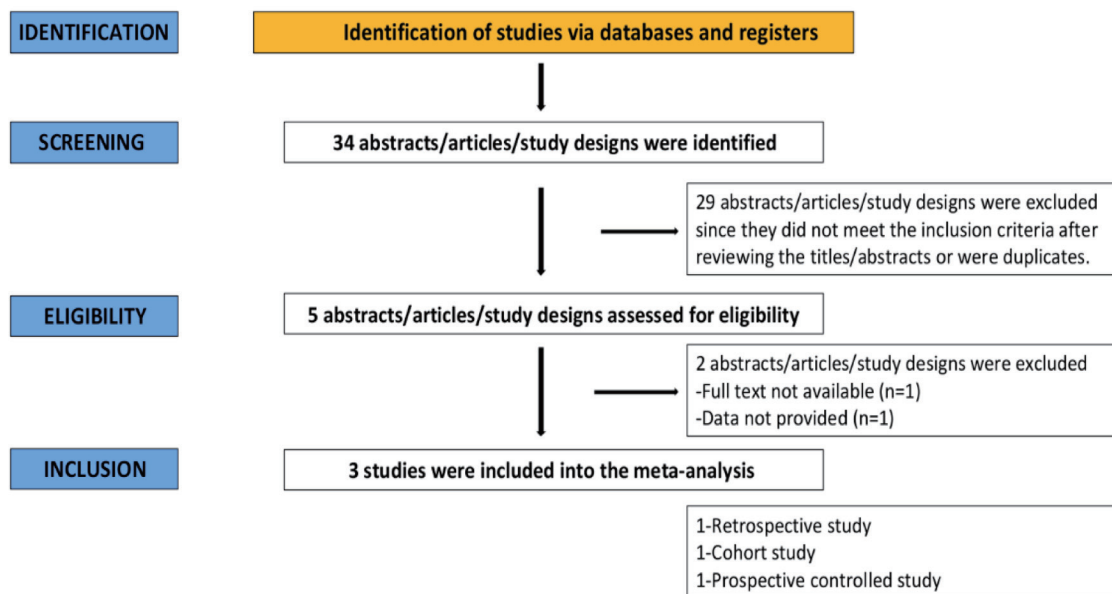 IDENTIFICATION
Identification of studies via databases and registers
SCREENING
34 abstracts/articles/study designs were identified
29 abstracts/articles/study designs were excluded
since they did not meet the inclusion criteria after
reviewing the titles/abstracts or were duplicates.
ELIGIBILITY
5 abstracts/articles/study designs assessed for eligibility
2 abstracts/articles/study designs were excluded
-Full text not available (n=1)
-Data not provided (n=1)
INCLUSION
3 studies were included into the meta-analysis
1-Retrospective study
1-Cohort study
1-Prospective controlled study